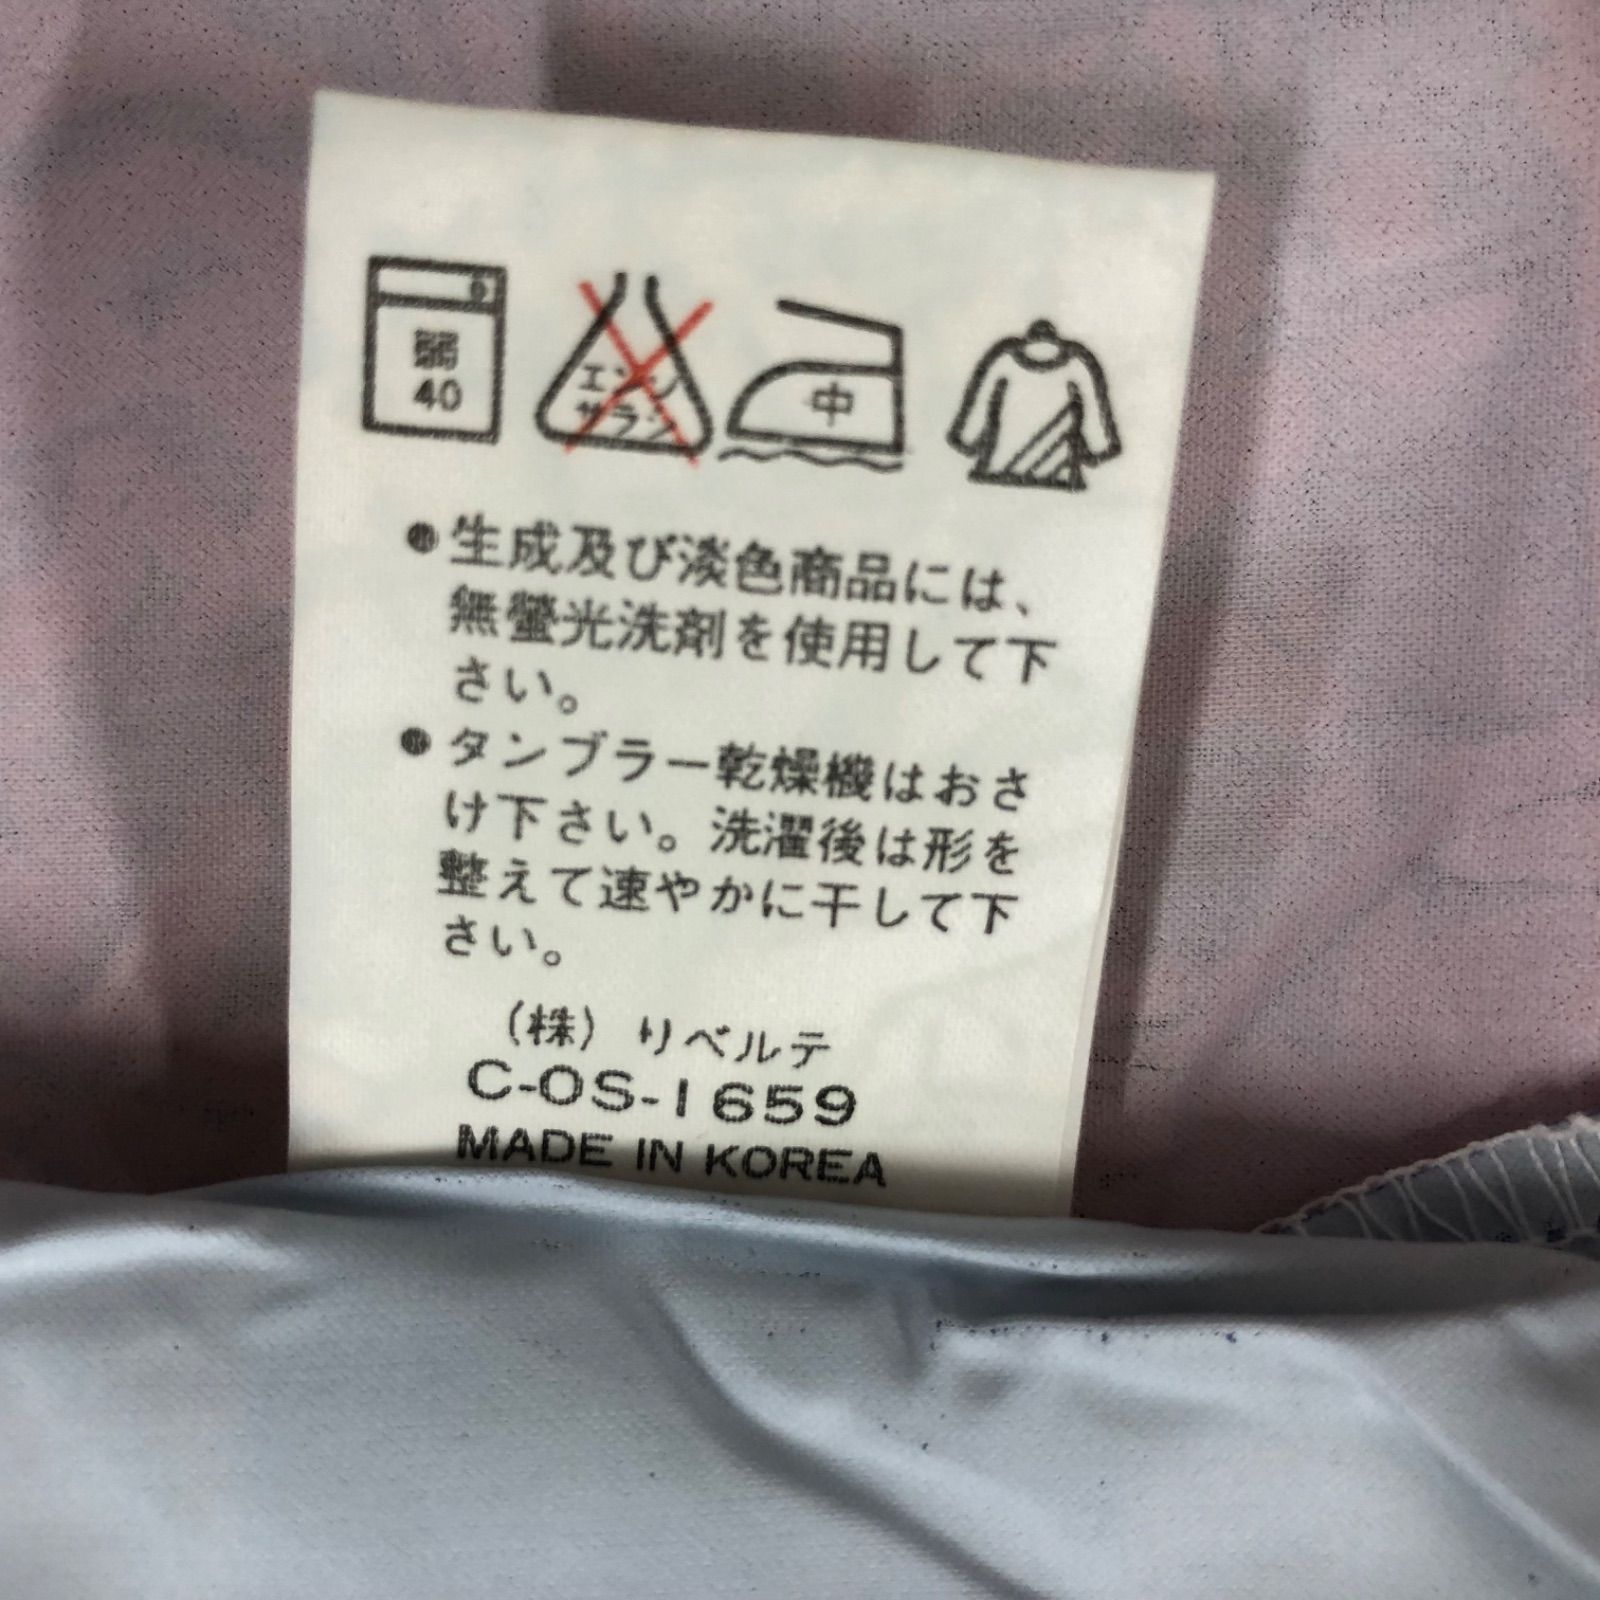 弱
40
エンソ
サラシ
中
●生成及び淡色商品には、
無螢光洗剤を使用して下
さい。
●タンブラー乾燥機はおさ
け下さい。洗濯後は形を
整えて速やかに干して下
さい。
(株) リベルテ
C-OS-1659
MADE IN KOREA